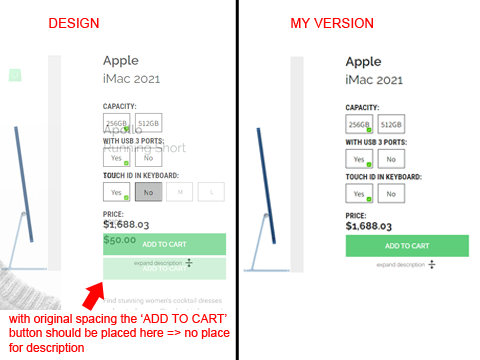 DESIGN
MY VERSION
Apple
iMac 2021
CAPACITY:
256GB
512GB
Apollo
Running Short
WITH USB 3 PORTS:
Yes
No
TOUCH ID IN KEYBOARD:
Yes
No
M
L
PRICE:
$1,688.03
$50.00
ADD TO CART
ADD TO CART
expand description
find stunning women's cocktail dresses
with original spacing the ‘ADD TO CART’
button should be placed here => no place
for description
Apple
iMac 2021
CAPACITY:
256GB
512GB
WITH USB 3 PORTS:
Yes
No
TOUCH ID IN KEYBOARD:
Yes
No
PRICE:
$1,688.03
ADD TO CART
expand description